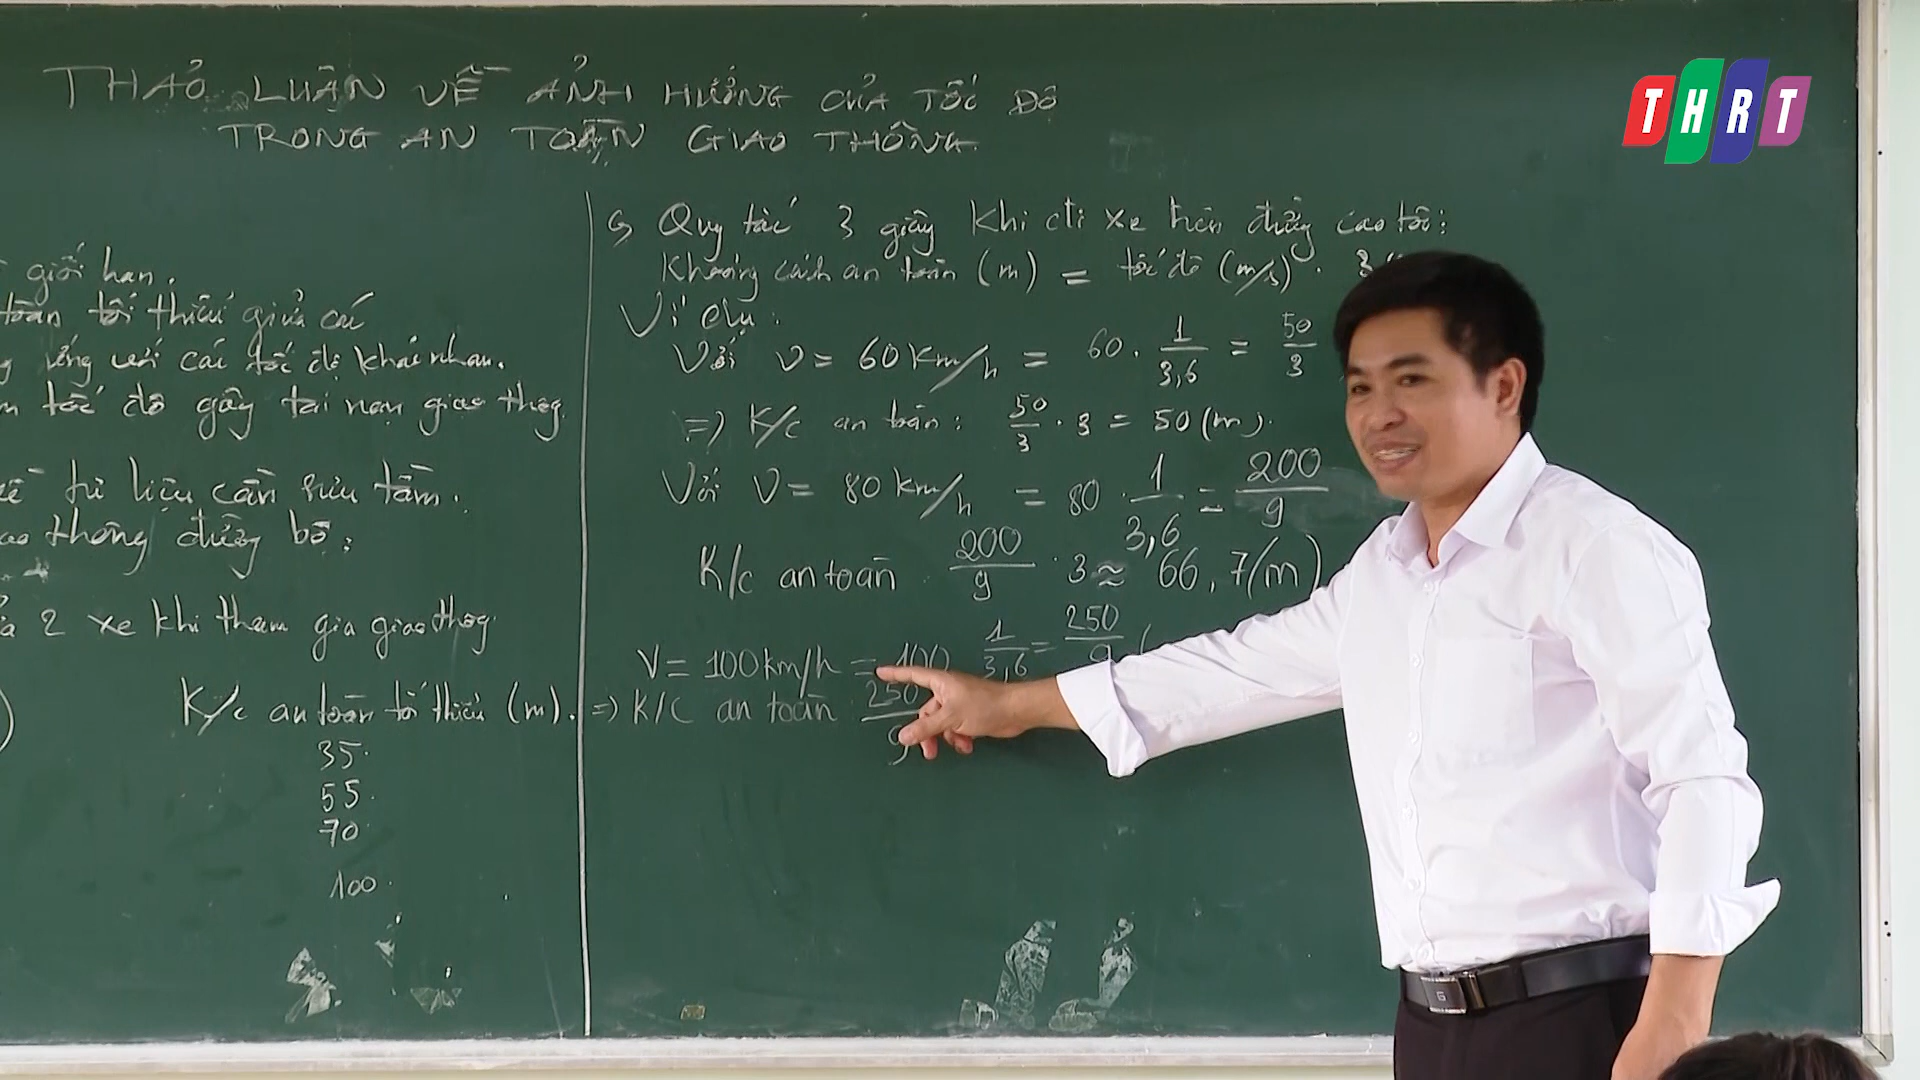 THẢO LUẬN VỀ ẢNH HƯỞNG CỦA TỐC ĐỘ
TRONG AN TOÀN GIAO THÔNG
THRT
giới hạn.
toàn tối thiểu giữa các
ứng với các tốc độ khác nhau.
tốc độ gây tai nạn giao thông.
tư liệu cần sưu tầm.
thông đường bộ:
2 xe khi tham gia giao thông
K/c an toàn tối thiểu (m).
35.
55.
70
100.
Quy tắc 3 giây khi đi xe trên đường cao tốc:
Khoảng cách an toàn (m) = tốc độ (m/s) . 3
Ví dụ:
Với v = 60 km/h = 60 . 1/3,6 = 50/3
=> K/c an toàn: 50/3 . 3 = 50 (m).
Với v = 80 km/h = 80 . 1/3,6 = 200/9
K/c an toàn 200/9 . 3 ≈ 66,7 (m)
v = 100 km/h = 100 1/3,6 = 250/9 (
=> K/C an toàn 250/9